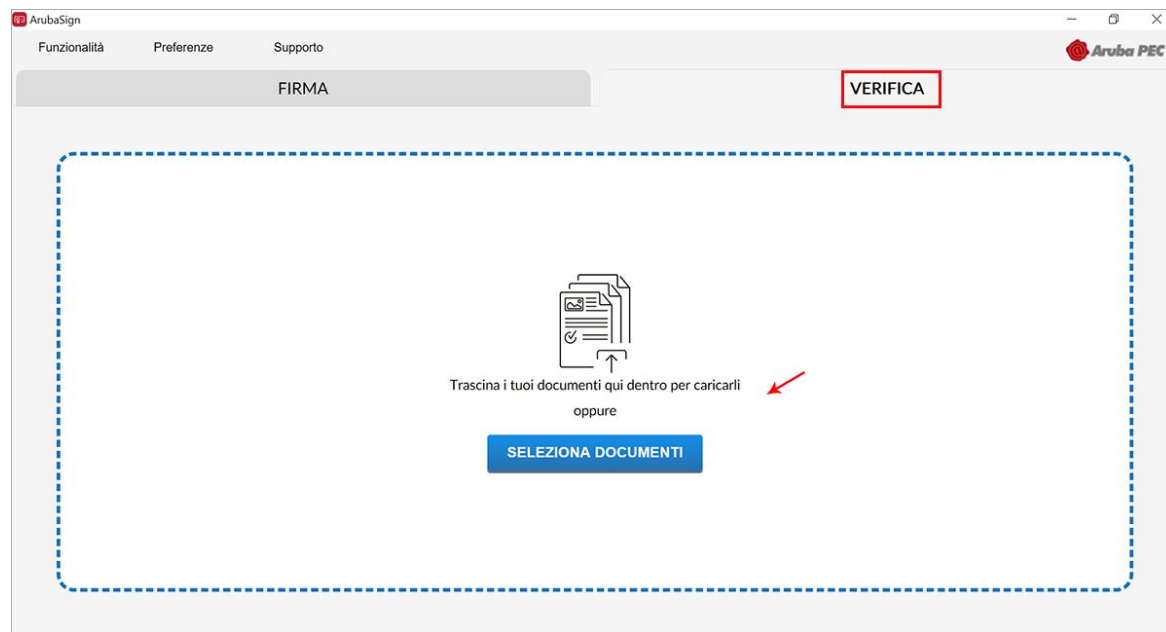 ArubaSign
Funzionalità Preferenze Supporto
Aruba PEC
FIRMA VERIFICA
Trascina i tuoi documenti qui dentro per caricarli
oppure
SELEZIONA DOCUMENTI